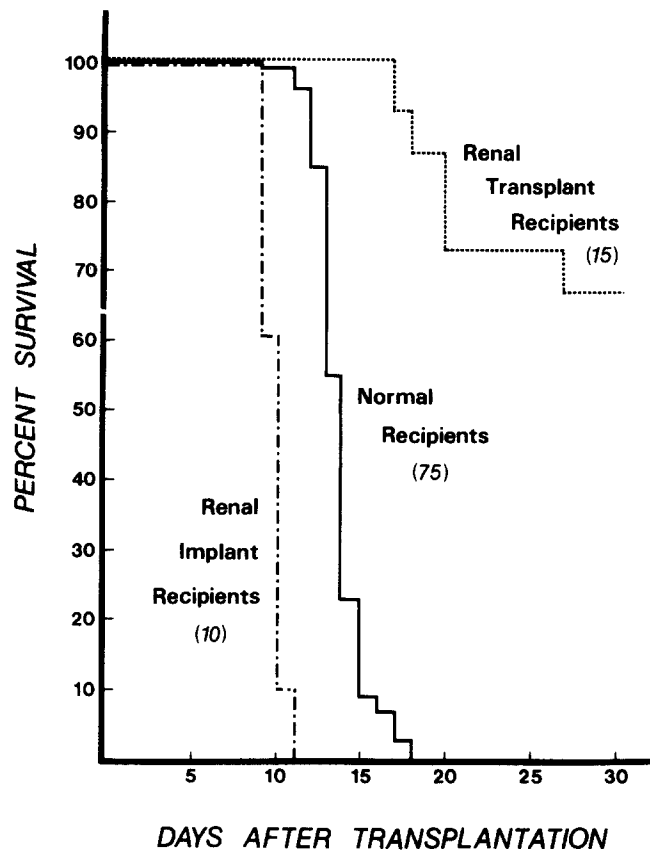 PERCENT SURVIVAL
100
90
80
70
60
50
40
30
20
10
Renal
Transplant
Recipients
(15)
Normal
Recipients
(75)
Renal
Implant
Recipients
(10)
5
10
15
20
25
30
DAYS AFTER TRANSPLANTATION